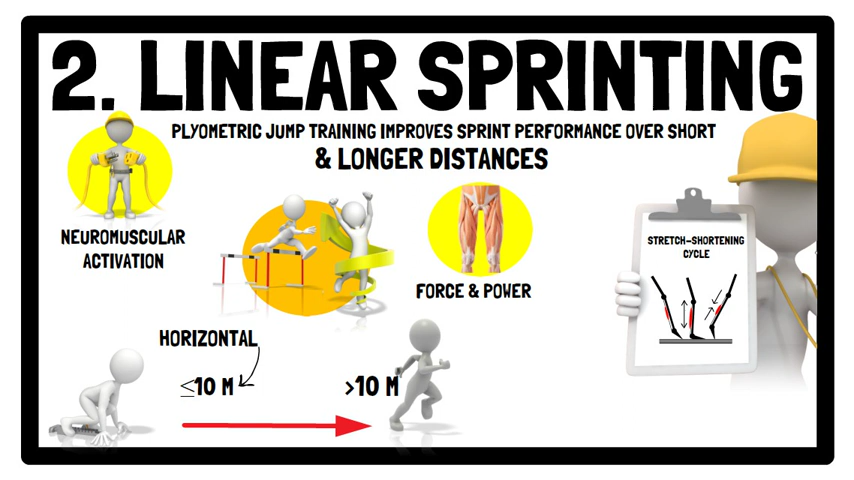 2. LINEAR SPRINTING
PLYOMETRIC JUMP TRAINING IMPROVES SPRINT PERFORMANCE OVER SHORT
& LONGER DISTANCES
NEUROMUSCULAR
ACTIVATION
FORCE & POWER
STRETCH-SHORTENING
CYCLE
HORIZONTAL
≤10 M
>10 M